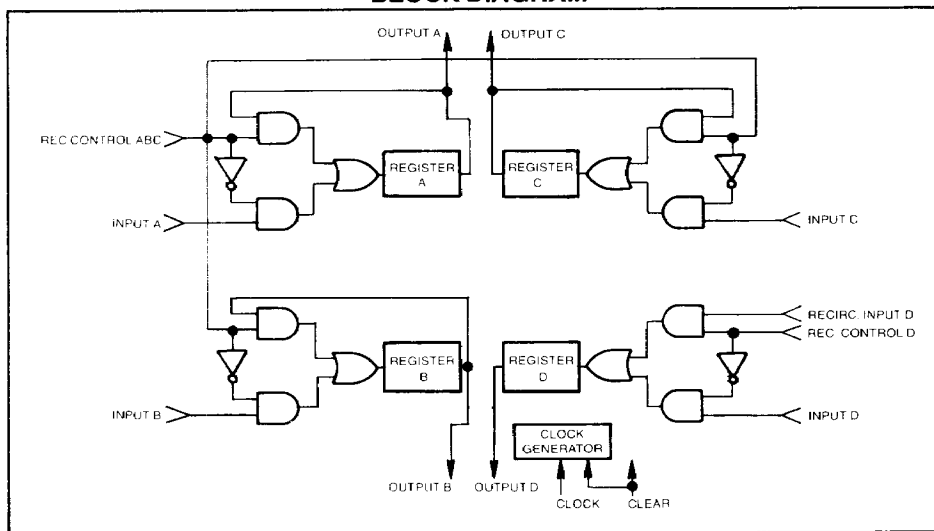 BLOCK DIAGRAM
OUTPUT A
OUTPUT C
REC CONTROL ABC
REGISTER
A
REGISTER
C
INPUT A
INPUT C
RECIRC. INPUT D
REC CONTROL D
REGISTER
B
REGISTER
D
INPUT B
INPUT D
CLOCK
GENERATOR
OUTPUT B
OUTPUT D
CLOCK
CLEAR